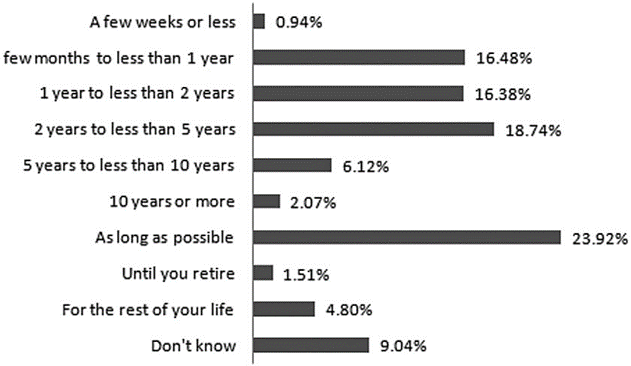 A few weeks or less 0.94%
few months to less than 1 year 16.48%
1 year to less than 2 years 16.38%
2 years to less than 5 years 18.74%
5 years to less than 10 years 6.12%
10 years or more 2.07%
As long as possible 23.92%
Until you retire 1.51%
For the rest of your life 4.80%
Don't know 9.04%